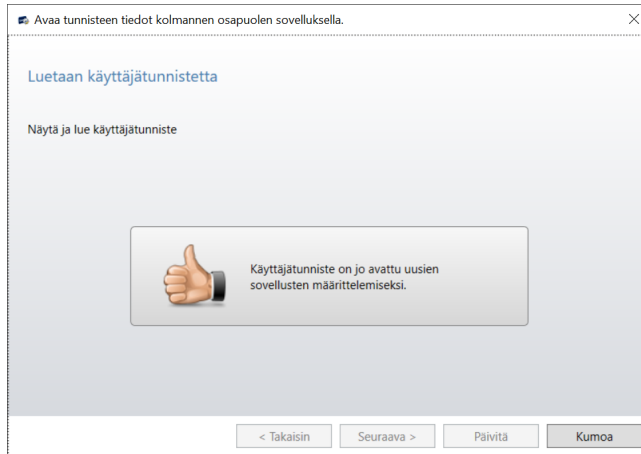 Avaa tunnisteen tiedot kolmannen osapuolen sovelluksella.
Luetaan käyttäjätunnistetta
Näytä ja lue käyttäjätunniste
Käyttäjätunniste on jo avattu uusien
sovellusten määrittelemiseksi.
< Takaisin
Seuraava >
Päivitä
Kumoa